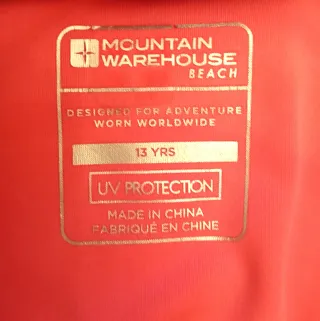 MOUNTAIN
WAREHOUSE
BEACH
DESIGNED FOR ADVENTURE
WORN WORLDWIDE
13 YRS
UV PROTECTION
MADE IN CHINA
FABRIQUÉ EN CHINE